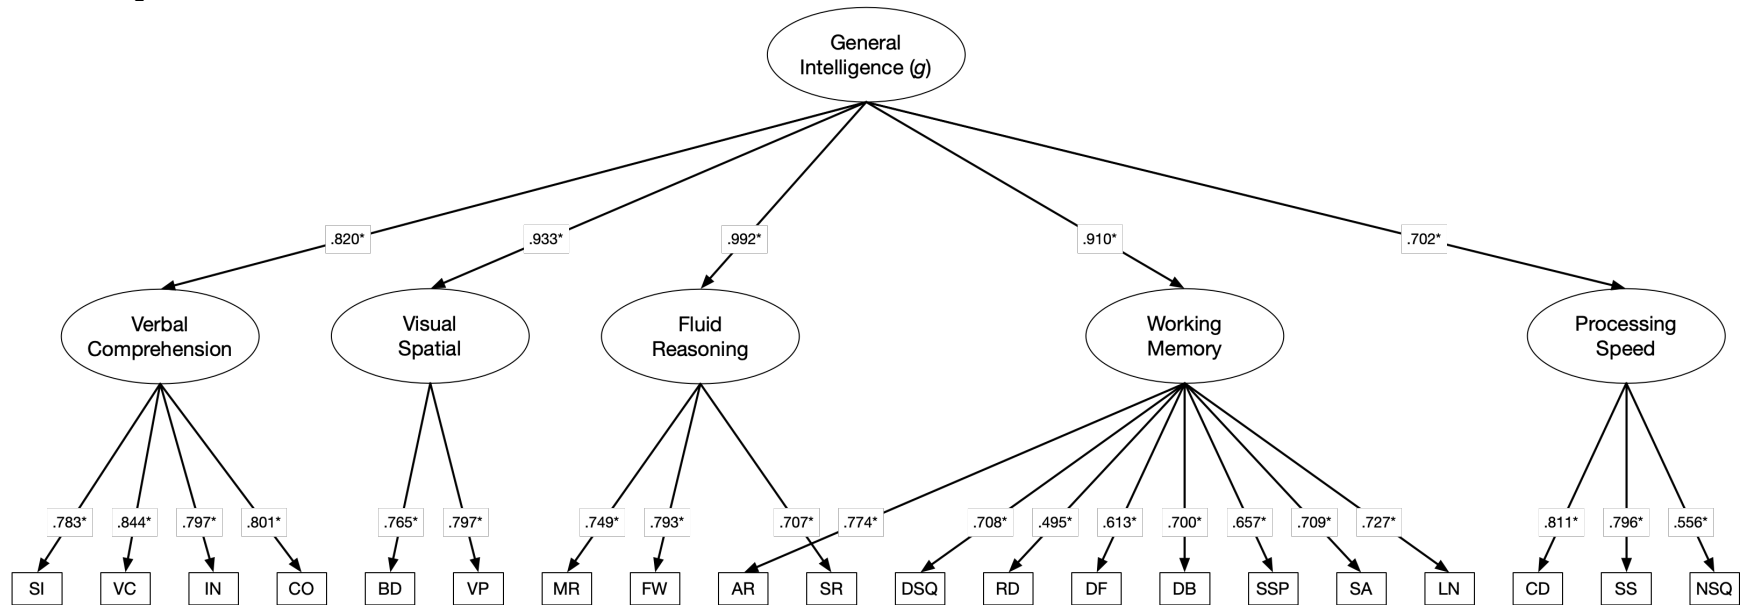 General
Intelligence (g)
.820*
.933*
.992*
.910*
.702*
Verbal
Comprehension
Visual
Spatial
Fluid
Reasoning
Working
Memory
Processing
Speed
.783*
.844*
.797*
.801*
.765*
.797*
.749*
.793*
.707*
.774*
.708*
.495*
.613*
.700*
.657*
.709*
.727*
.811*
.796*
.556*
SI
VC
IN
CO
BD
VP
MR
FW
AR
SR
DSQ
RD
DF
DB
SSP
SA
LN
CD
SS
NSQ